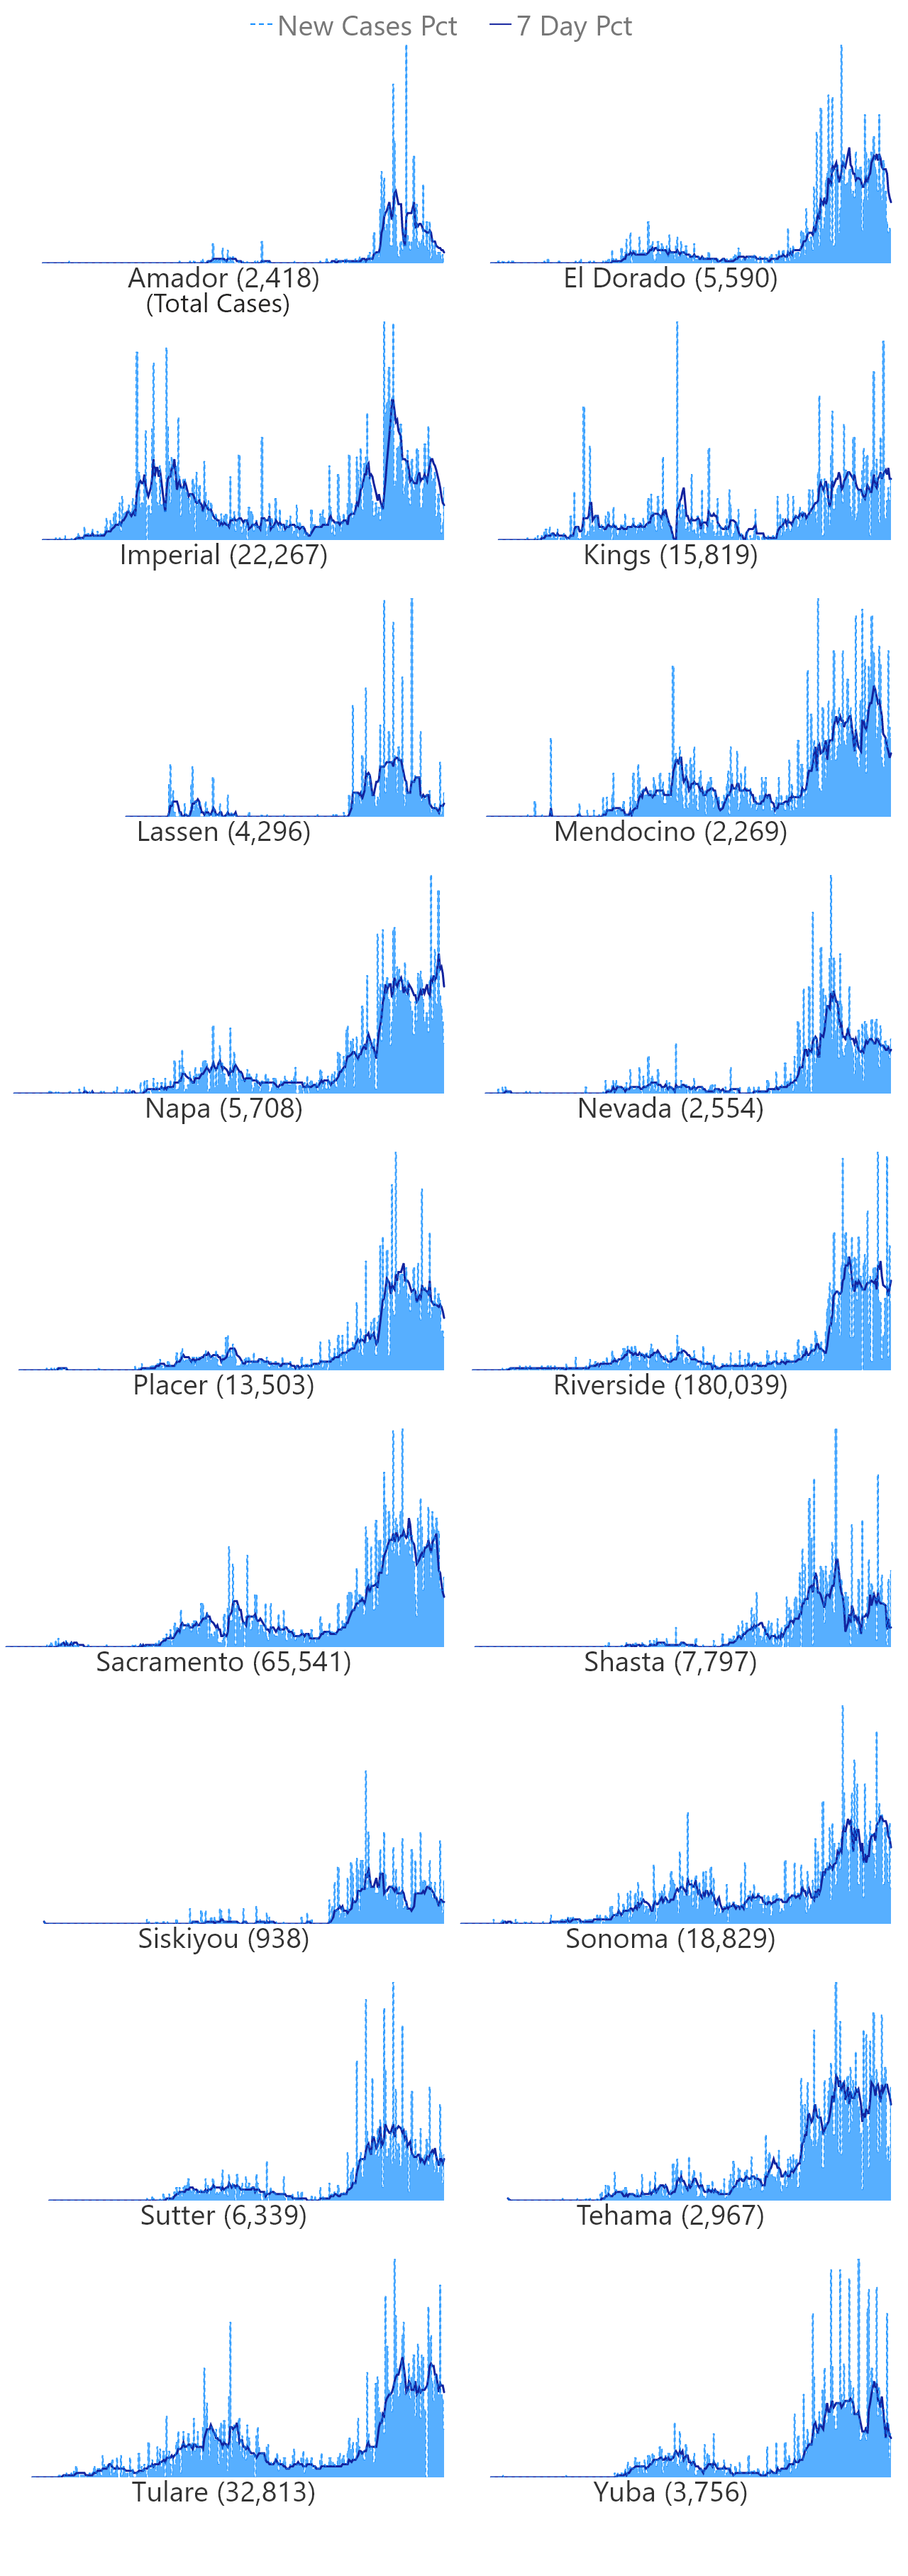 New Cases Pct 7 Day Pct
Amador (2,418) El Dorado (5,590)
(Total Cases)
Imperial (22,267) Kings (15,819)
Lassen (4,296) Mendocino (2,269)
Napa (5,708) Nevada (2,554)
Placer (13,503) Riverside (180,039)
Sacramento (65,541) Shasta (7,797)
Siskiyou (938) Sonoma (18,829)
Sutter (6,339) Tehama (2,967)
Tulare (32,813) Yuba (3,756)